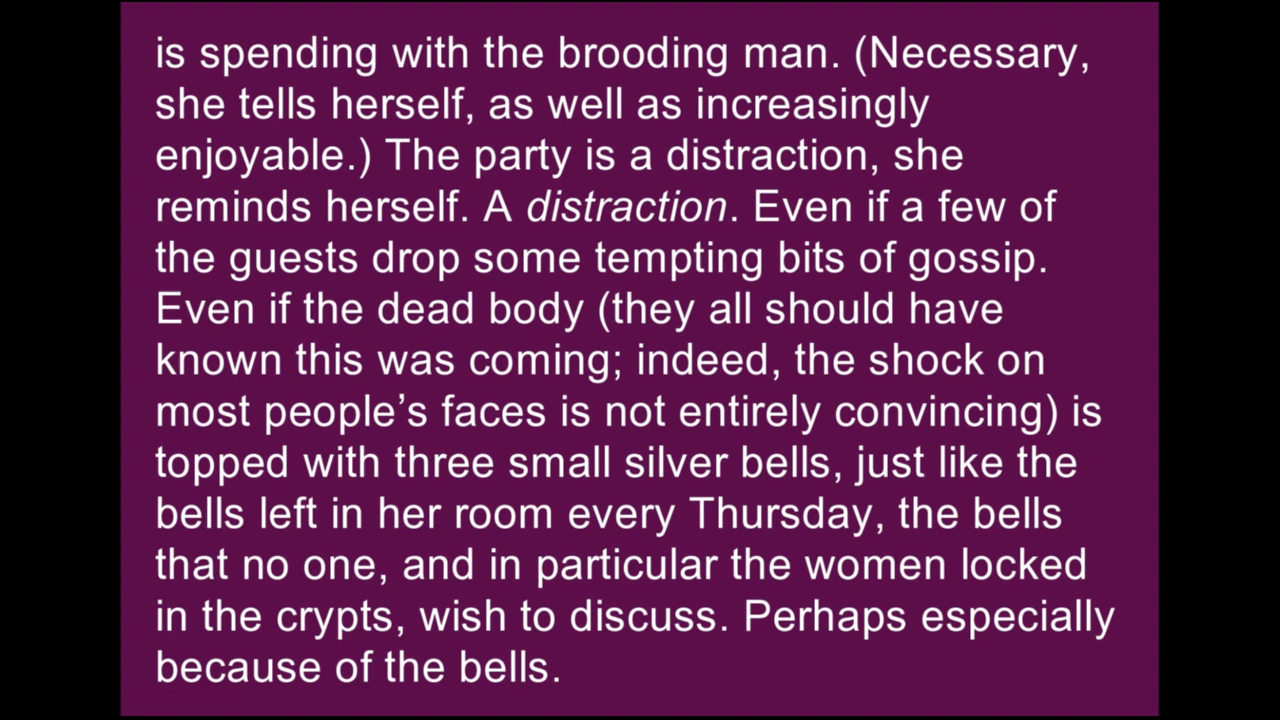 is spending with the brooding man. (Necessary,
she tells herself, as well as increasingly
enjoyable.) The party is a distraction, she
reminds herself. A distraction. Even if a few of
the guests drop some tempting bits of gossip.
Even if the dead body (they all should have
known this was coming; indeed, the shock on
most people’s faces is not entirely convincing) is
topped with three small silver bells, just like the
bells left in her room every Thursday, the bells
that no one, and in particular the women locked
in the crypts, wish to discuss. Perhaps especially
because of the bells.